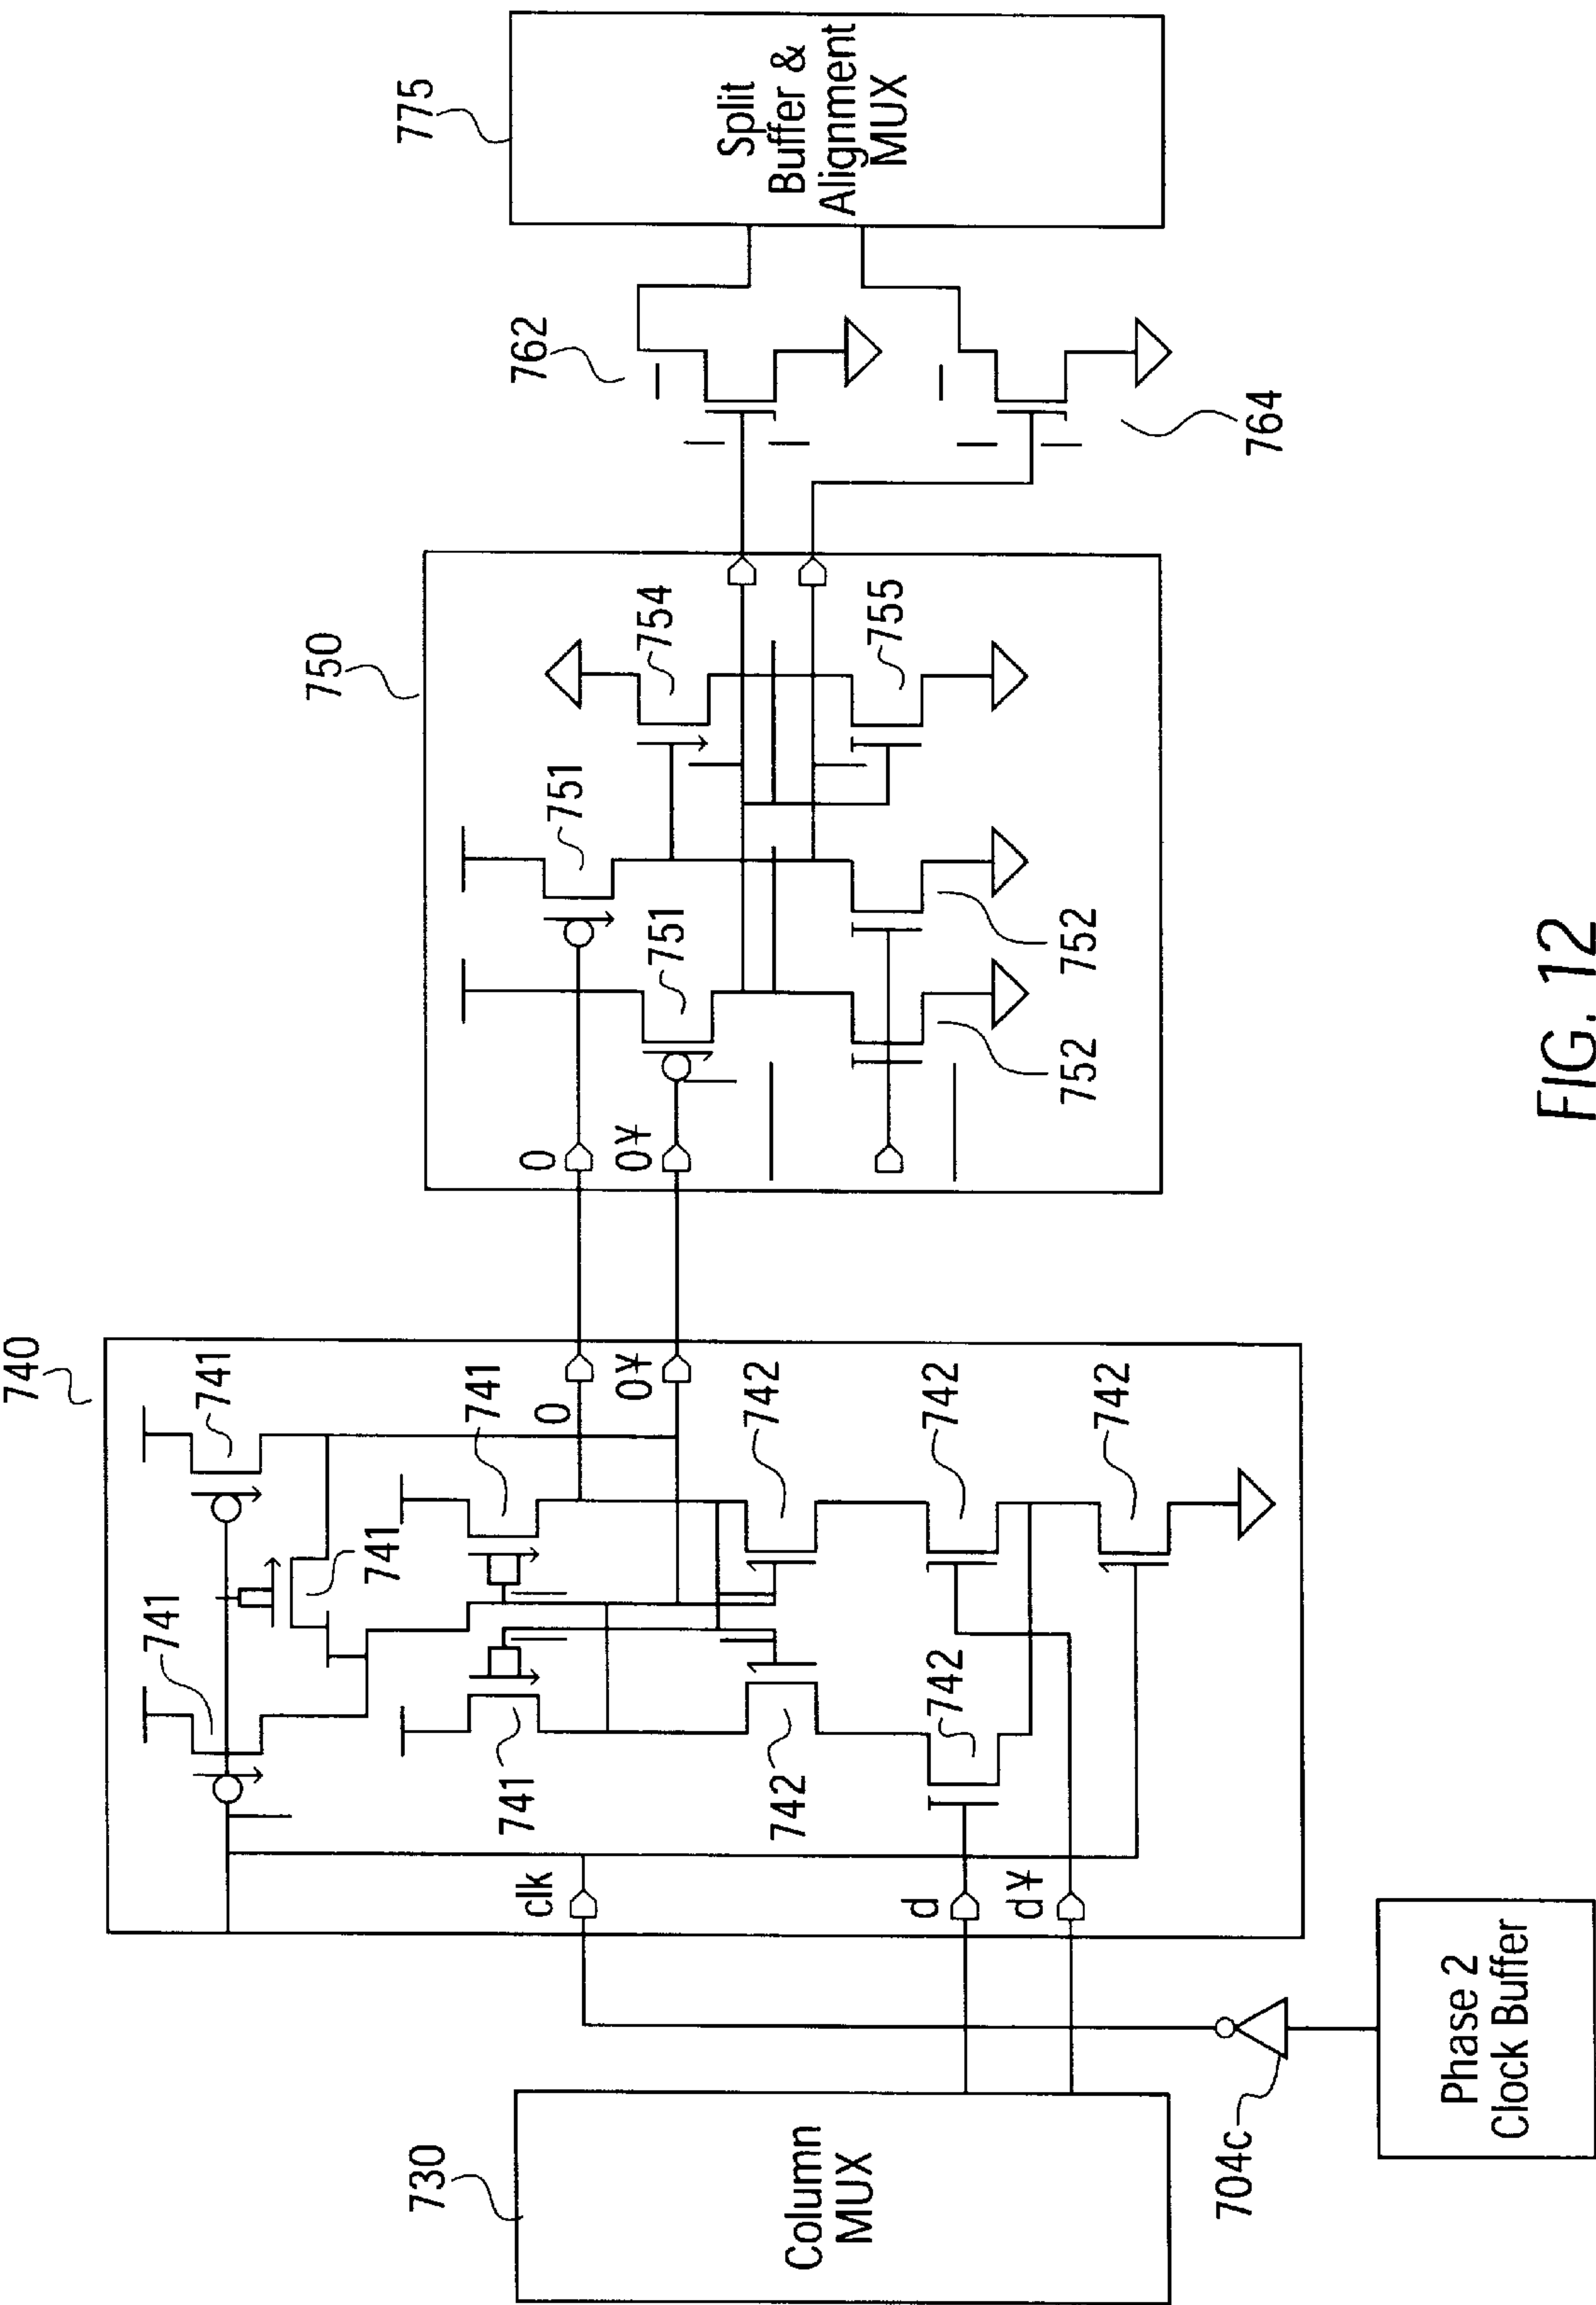 740
741
741
741
741
741
0
0¥
742
742
742
742
742
clk
d
d¥
730
Column
MUX
704c
Phase 2
Clock Buffer
750
0
0¥
751
751
754
755
752
752
762
764
775
Split
Buffer &
Alignment
MUX
FIG. 12